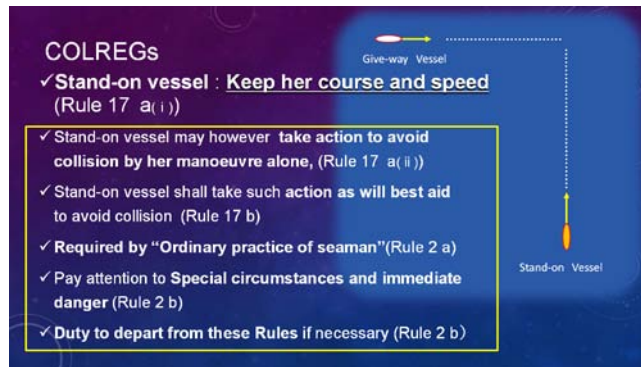 COLREGs
✓Stand-on vessel : Keep her course and speed
(Rule 17 a( i ))
✓Stand-on vessel may however take action to avoid
collision by her manoeuvre alone, (Rule 17 a( ii ))
✓Stand-on vessel shall take such action as will best aid
to avoid collision (Rule 17 b)
✓Required by “Ordinary practice of seaman”(Rule 2 a)
✓Pay attention to Special circumstances and immediate
danger (Rule 2 b)
✓Duty to depart from these Rules if necessary (Rule 2 b)
Give-way Vessel
Stand-on Vessel